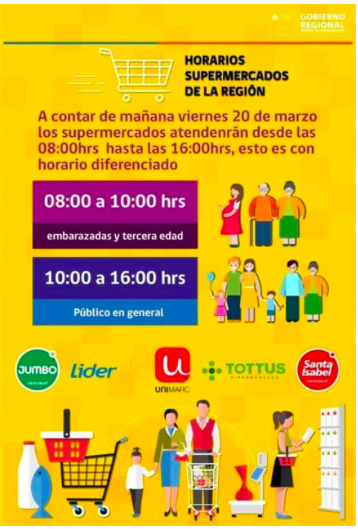 GOBIERNO
REGIONAL
HORARIOS
SUPERMERCADOS
DE LA REGIÓN
A contar de mañana viernes 20 de marzo
los supermercados atendenrán desde las
08:00hrs hasta las 16:00hrs, esto es con
horario diferenciado
08:00 a 10:00 hrs
embarazadas y tercera edad
10:00 a 16:00 hrs
Público en general
JUMBO
Lider
u
UNIMARC
TOTTUS
HIPERMERCADO
Santa
Isabel